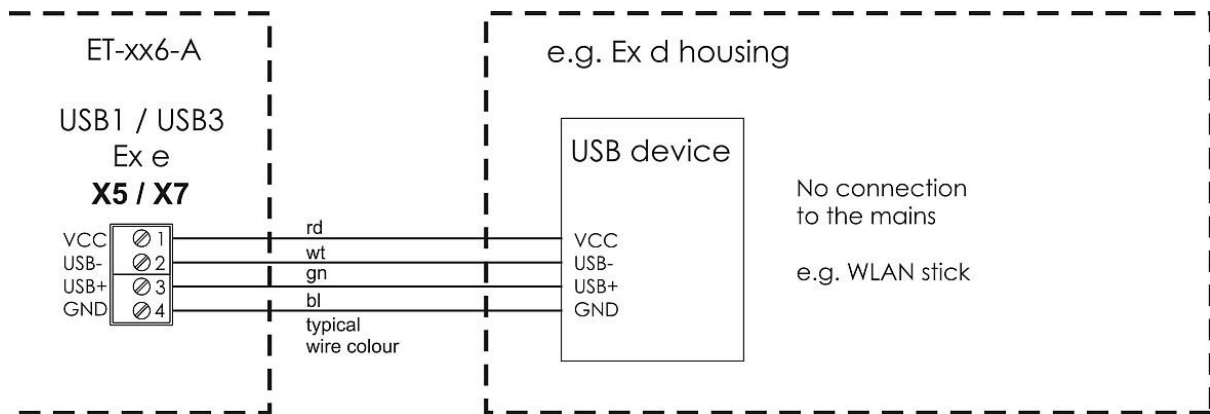 ET-xx6-A
USB1 / USB3
Ex e
X5 / X7
VCC 1
USB- 2
USB+ 3
GND 4
rd
wt
gn
bl
typical
wire colour
e.g. Ex d housing
USB device
VCC
USB-
USB+
GND
No connection
to the mains
e.g. WLAN stick